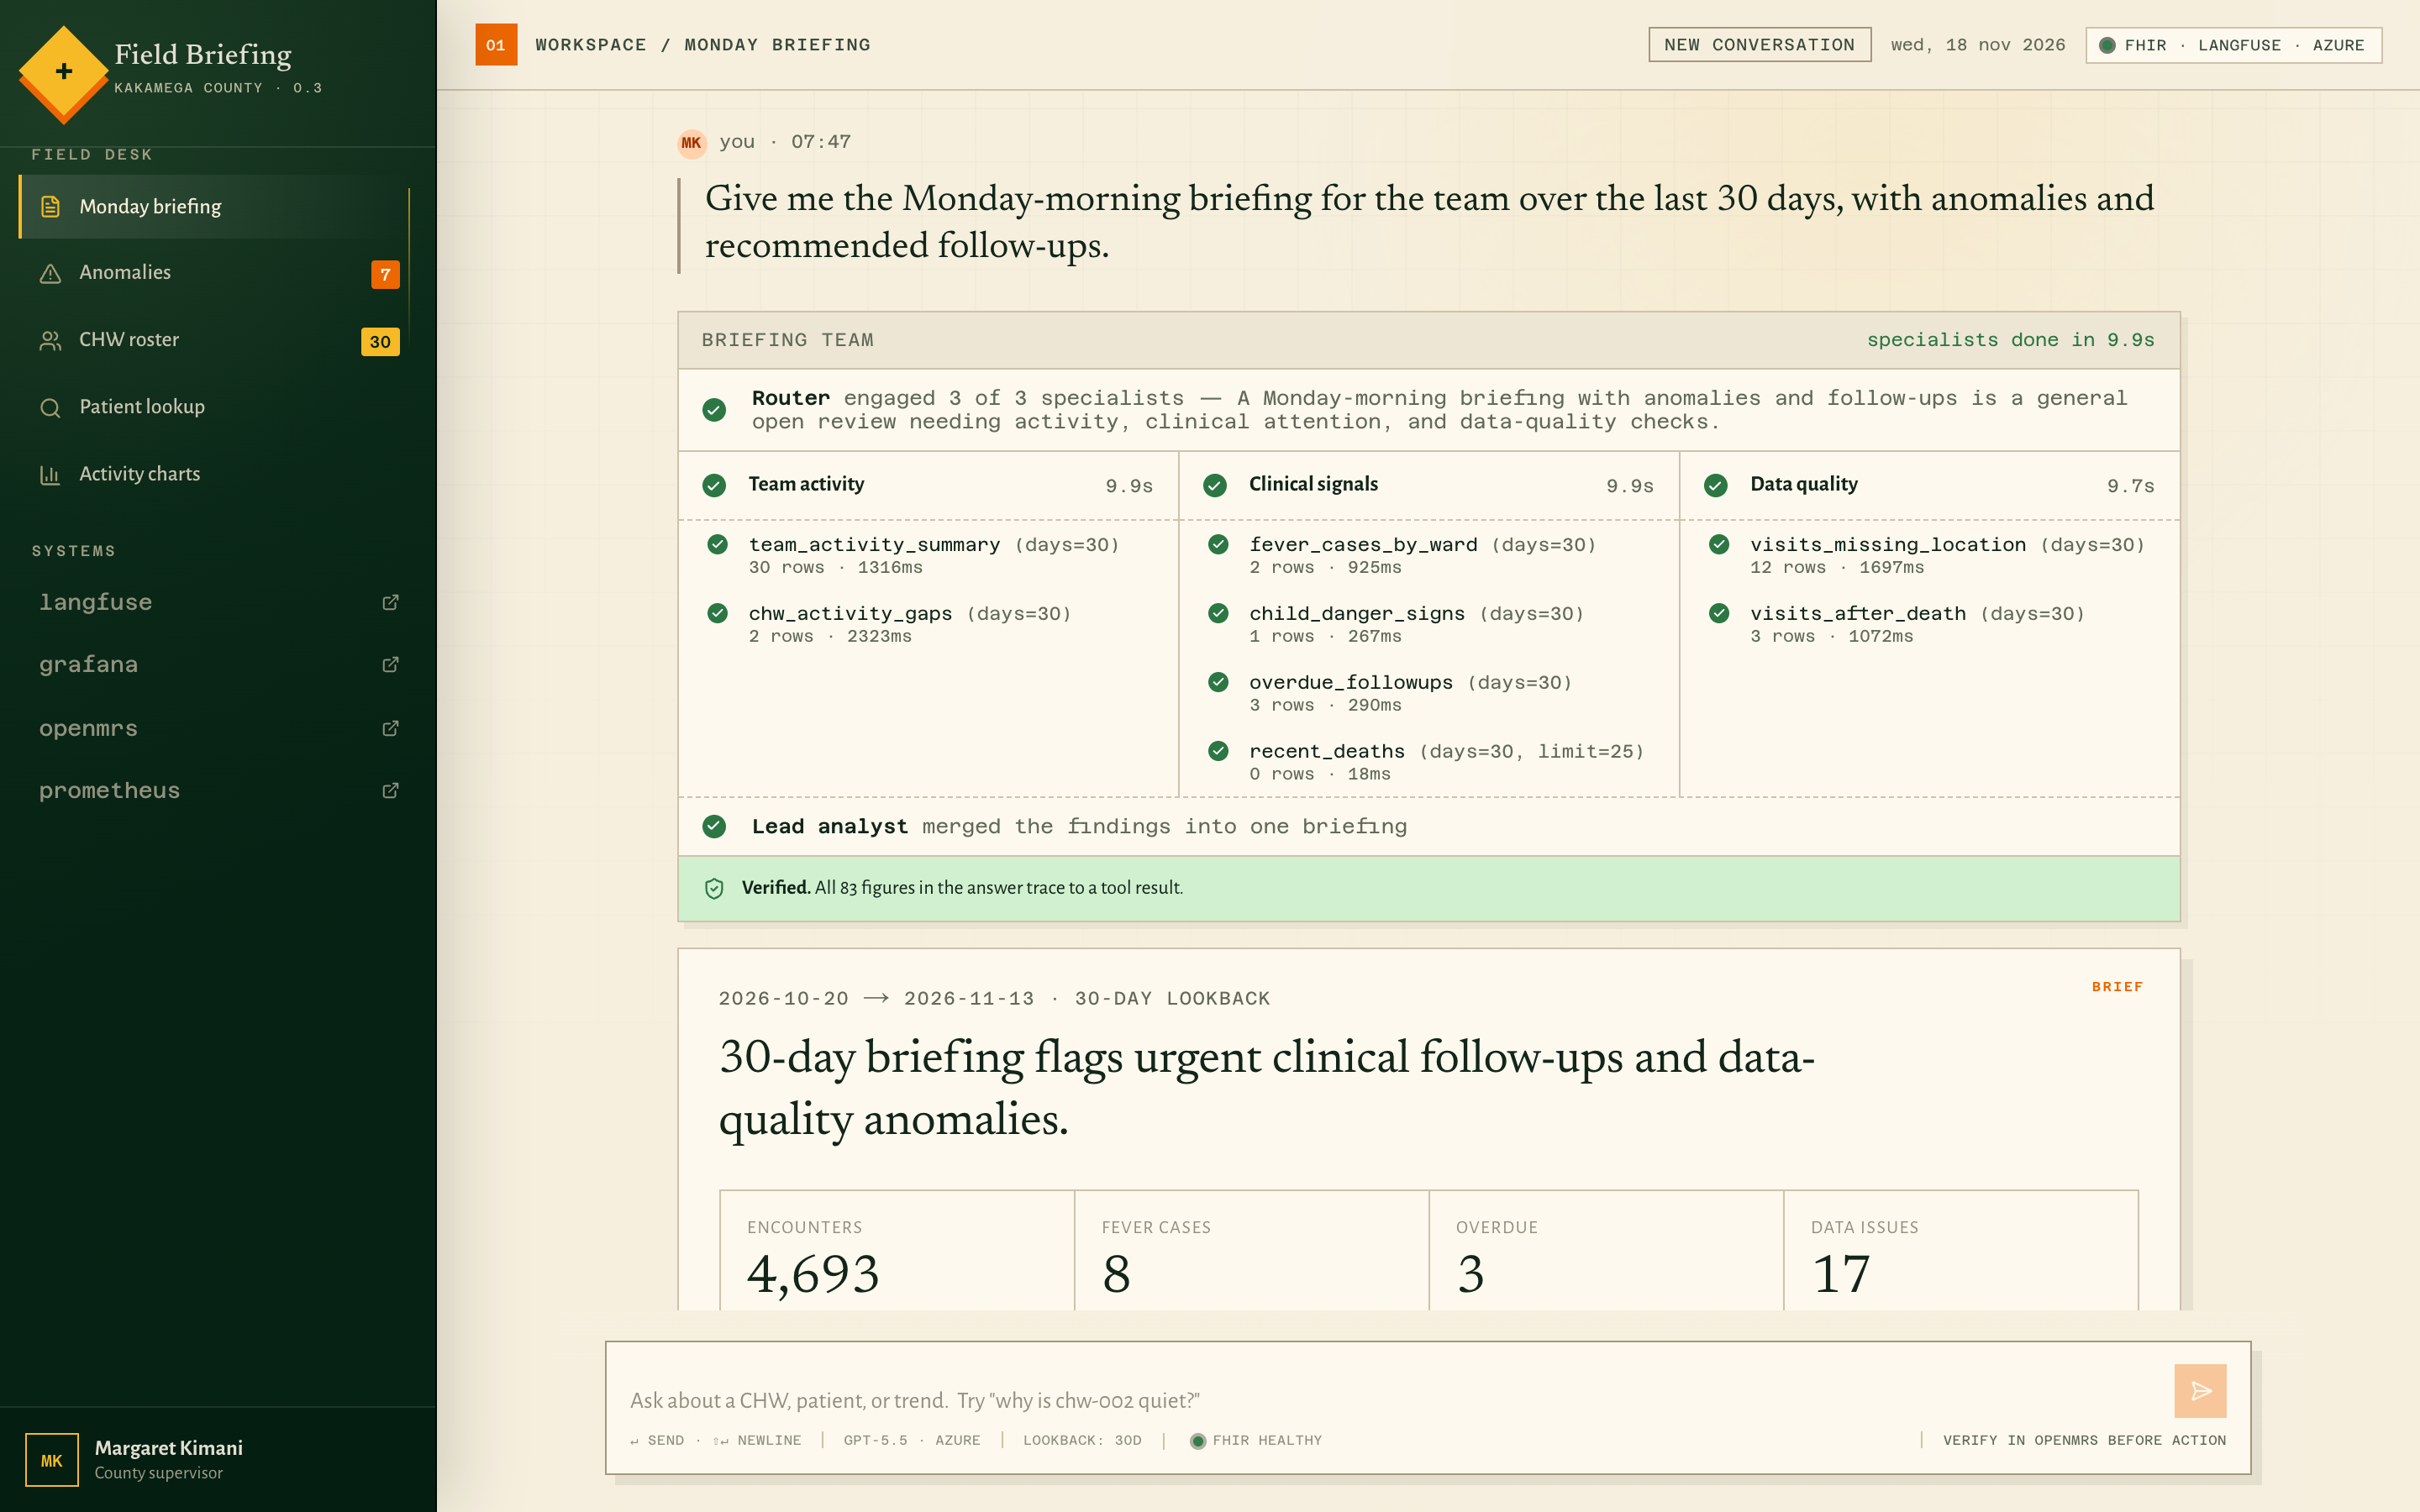 +
Field Briefing
KAKAMEGA COUNTY · 0.3
FIELD DESK
Monday briefing
Anomalies 7
CHW roster 30
Patient lookup
Activity charts
SYSTEMS
langfuse
grafana
openmrs
prometheus
MK
Margaret Kimani
County supervisor
01 WORKSPACE / MONDAY BRIEFING
NEW CONVERSATION wed, 18 nov 2026 FHIR · LANGFUSE · AZURE
MK you · 07:47
Give me the Monday-morning briefing for the team over the last 30 days, with anomalies and
recommended follow-ups.
BRIEFING TEAM specialists done in 9.9s
Router engaged 3 of 3 specialists — A Monday-morning briefing with anomalies and follow-ups is a general
open review needing activity, clinical attention, and data-quality checks.
Team activity 9.9s
team_activity_summary (days=30)
30 rows · 1316ms
chw_activity_gaps (days=30)
2 rows · 2323ms
Clinical signals 9.9s
fever_cases_by_ward (days=30)
2 rows · 925ms
child_danger_signs (days=30)
1 rows · 267ms
overdue_followups (days=30)
3 rows · 290ms
recent_deaths (days=30, limit=25)
0 rows · 18ms
Data quality 9.7s
visits_missing_location (days=30)
12 rows · 1697ms
visits_after_death (days=30)
3 rows · 1072ms
Lead analyst merged the findings into one briefing
Verified. All 83 figures in the answer trace to a tool result.
2026-10-20 → 2026-11-13 · 30-DAY LOOKBACK
BRIEF
30-day briefing flags urgent clinical follow-ups and data-
quality anomalies.
ENCOUNTERS
4,693
FEVER CASES
8
OVERDUE
3
DATA ISSUES
17
Ask about a CHW, patient, or trend. Try "why is chw-002 quiet?"
↵ SEND · ⇧↵ NEWLINE | GPT-5.5 · AZURE | LOOKBACK: 30D | FHIR HEALTHY | VERIFY IN OPENMRS BEFORE ACTION